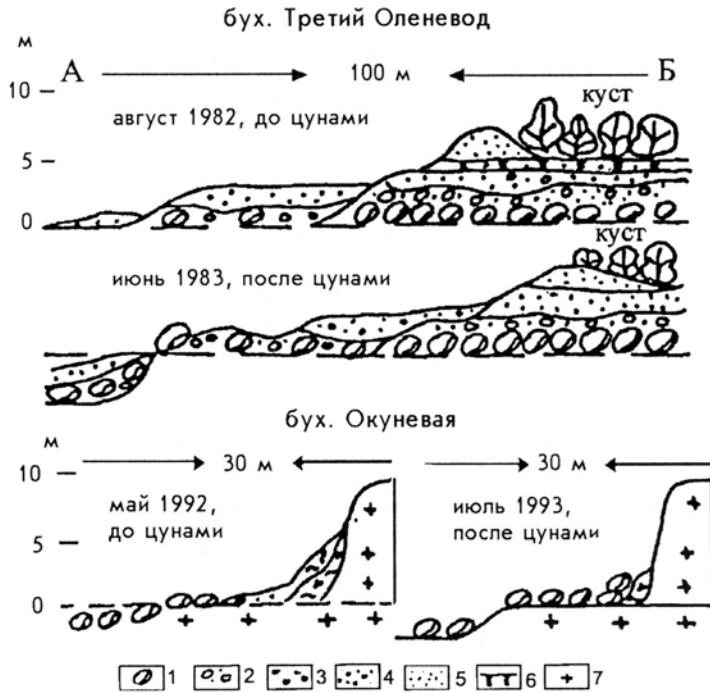 бух. Третий Оленевод
м
А 100 м Б
10
август 1982, до цунами
куст
5
0
куст
июнь 1983, после цунами
бух. Окуневая
м
30 м 30 м
10
май 1992,
до цунами
июль 1993,
после цунами
5
0
1 2 3 4 5 6 7